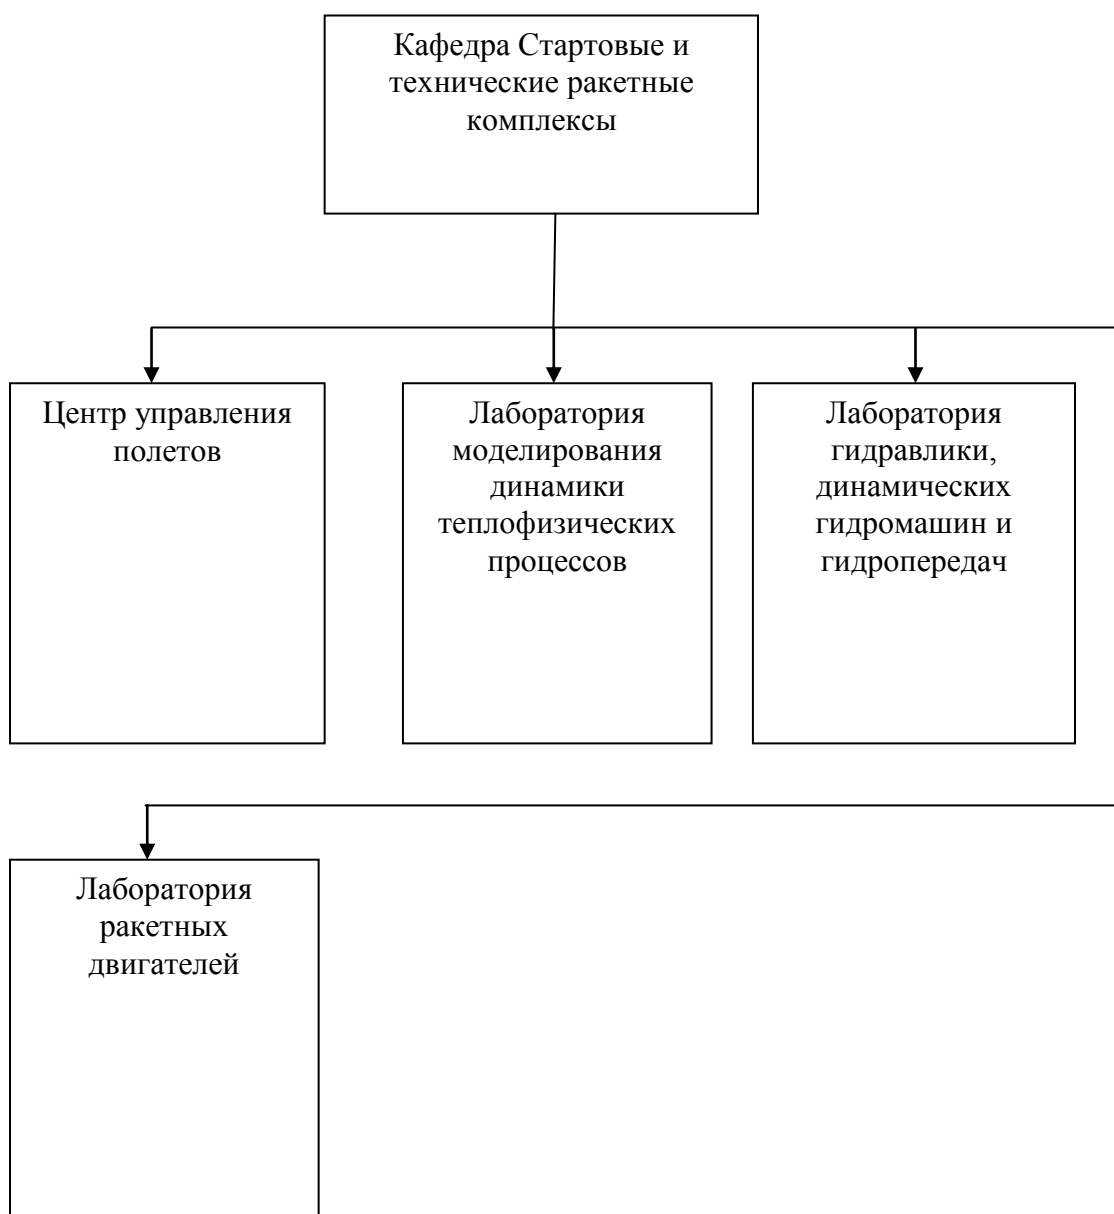 Кафедра Стартовые и
технические ракетные
комплексы
Центр управления
полетов
Лаборатория
моделирования
динамики
теплофизических
процессов
Лаборатория
гидравлики,
динамических
гидромашин и
гидропередач
Лаборатория
ракетных
двигателей